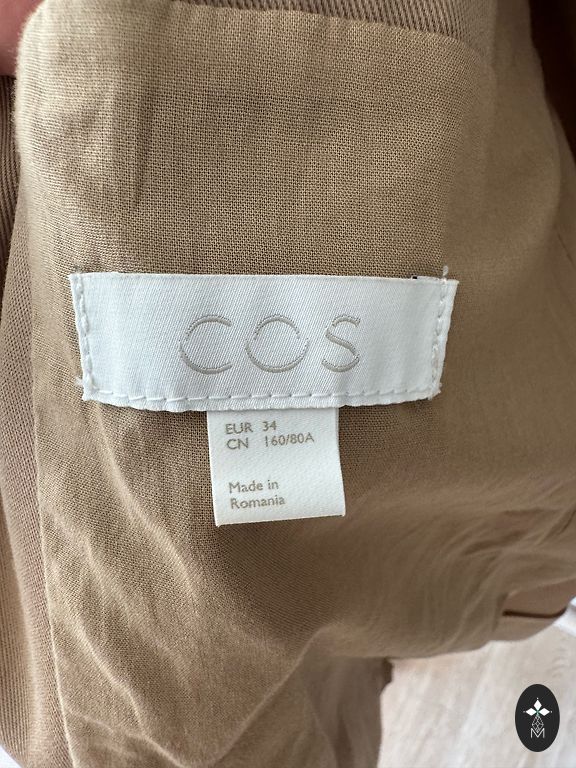 COS
EUR 34
CN 160/80A
Made in
Romania
M